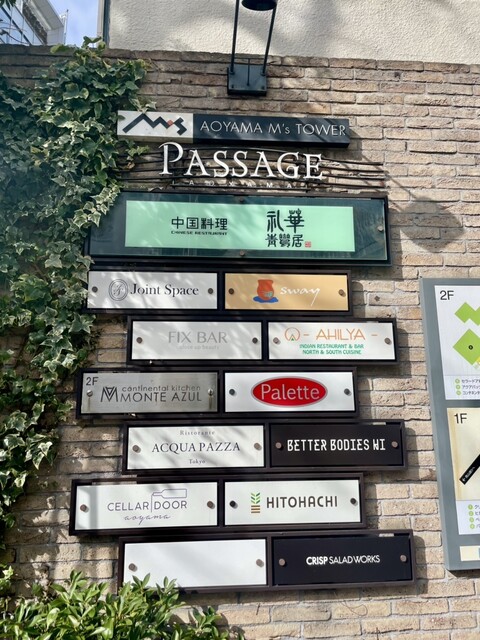 M's AOYAMA M's TOWER
PASSAGE
中国料理
CHINESE RESTAURANT
礼華
青鸞居
Joint Space
sway
FIX BAR
AHILYA
INDIAN RESTAURANT & BAR
NORTH & SOUTH CUISINE
2F
continental kitchen
MONTE AZUL
Palette
Ristorante
ACQUA PAZZA
Tokyo
BETTER BODIES HI
CELLAR DOOR
aoyama
HITOHACHI
CRISP SALAD WORKS
2F
1F